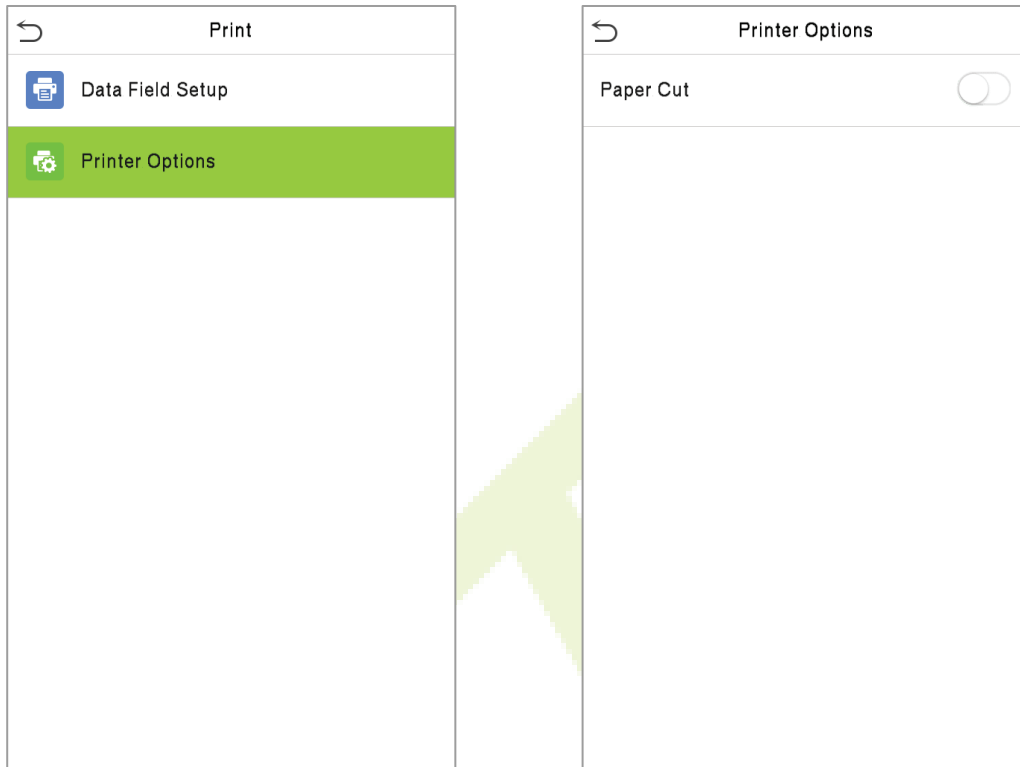 Print
Data Field Setup
Printer Options
Printer Options
Paper Cut